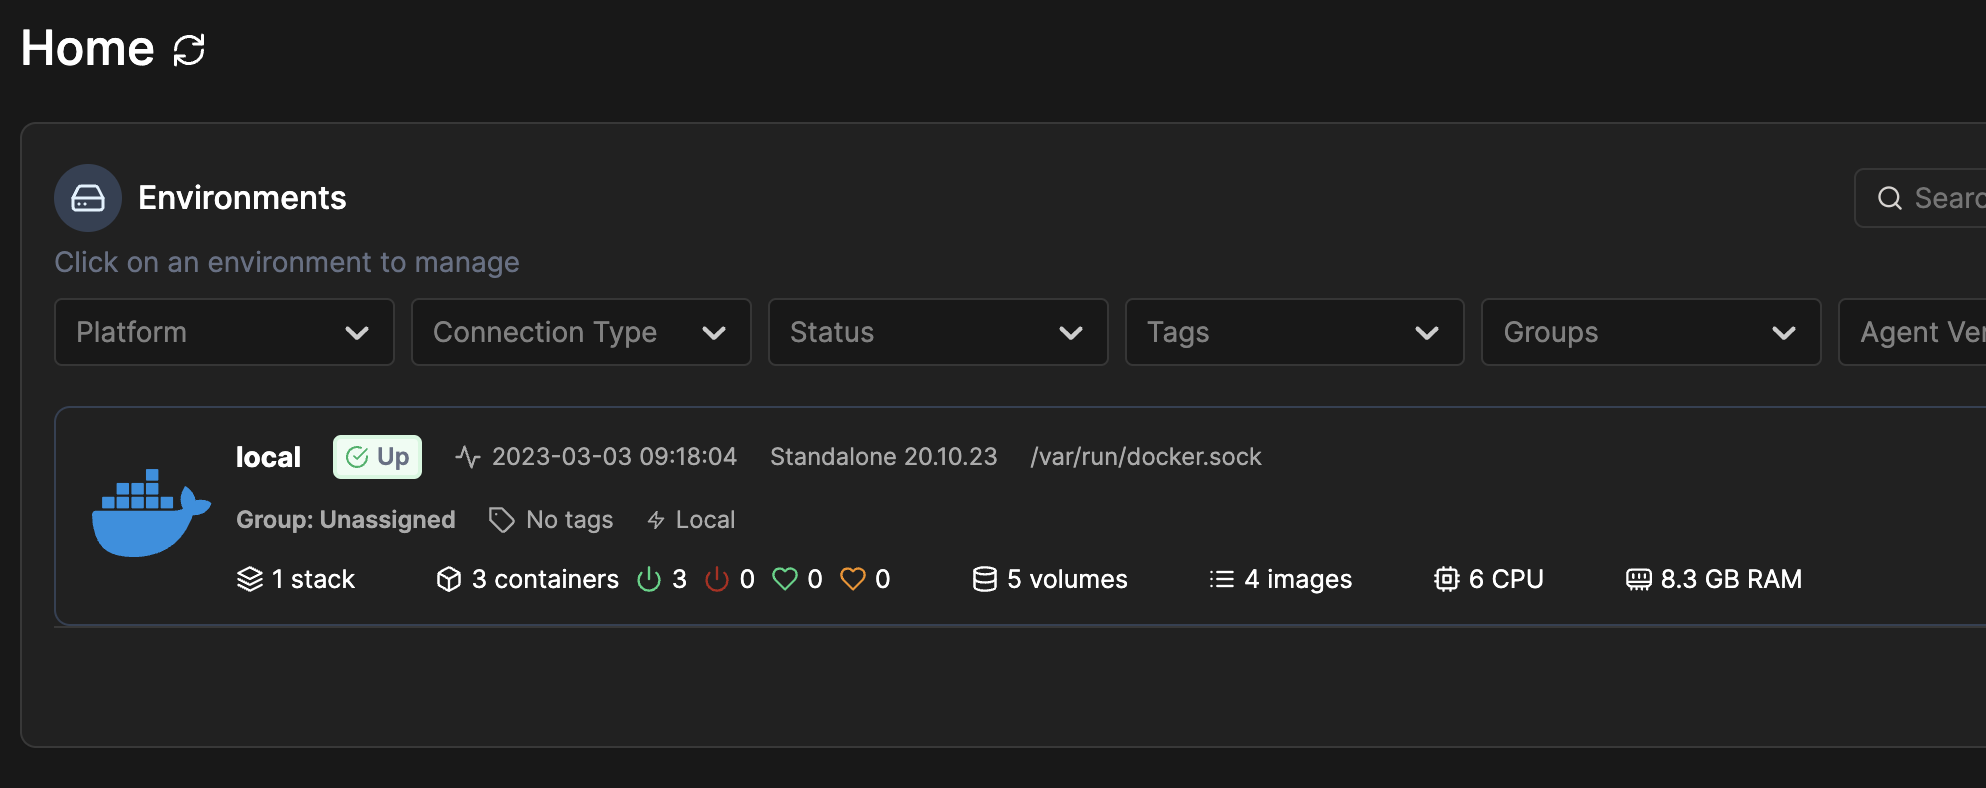 Home
Environments
Searc
Click on an environment to manage
Platform
Connection Type
Status
Tags
Groups
Agent Ver
local Up 2023-03-03 09:18:04 Standalone 20.10.23 /var/run/docker.sock
Group: Unassigned No tags Local
1 stack 3 containers 3 0 0 0 5 volumes 4 images 6 CPU 8.3 GB RAM